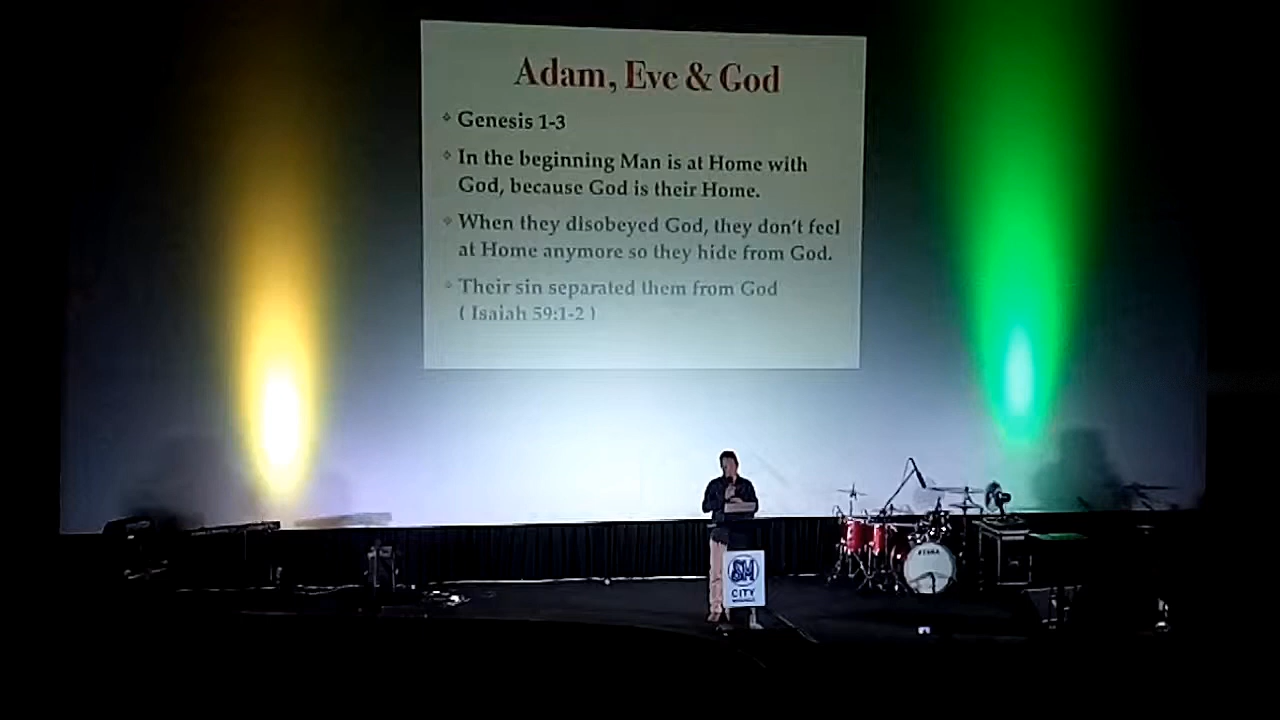 Adam, Eve & God
Genesis 1-3
In the beginning Man is at Home with
God, because God is their Home.
When they disobeyed God, they don't feel
at Home anymore so they hide from God.
Their sin separated them from God
( Isaiah 59:1-2 )
SM
CITY
TAMA